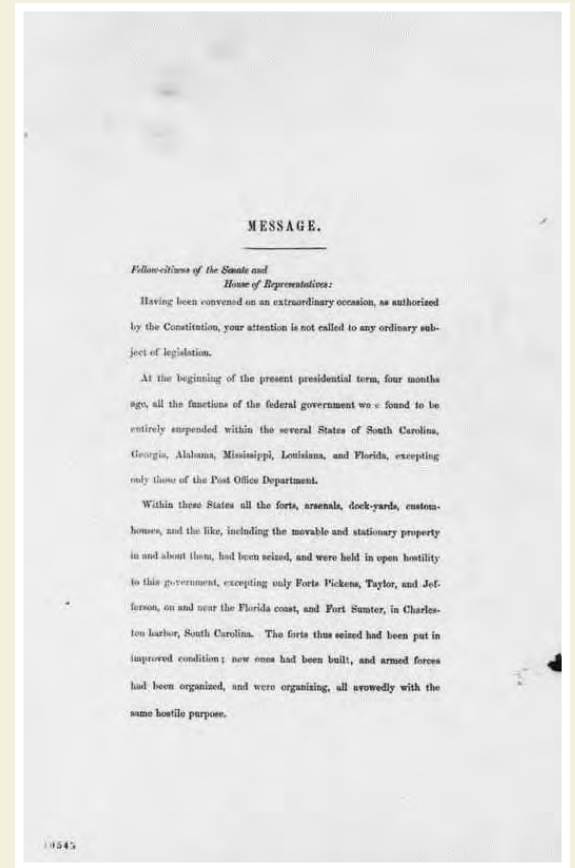 MESSAGE.
Fellow-citizens of the Senate and
House of Representatives:
Having been convened on an extraordinary occasion, as authorized
by the Constitution, your attention is not called to any ordinary sub-
ject of legislation.
At the beginning of the present presidential term, four months
ago, all the functions of the federal government we e found to be
entirely suspended within the several States of South Carolina,
Georgia, Alabama, Mississippi, Louisiana, and Florida, excepting
only those of the Post Office Department.
Within these States all the forts, arsenals, dock-yards, custom-
houses, and the like, including the movable and stationary property
in and about them, had been seized, and were held in open hostility
to this government, excepting only Forts Pickens, Taylor, and Jef-
ferson, on and near the Florida coast, and Fort Sumter, in Charles-
ton harbor, South Carolina. The forts thus seized had been put in
improved condition; new ones had been built, and armed forces
had been organized, and were organizing, all avowedly with the
same hostile purpose.